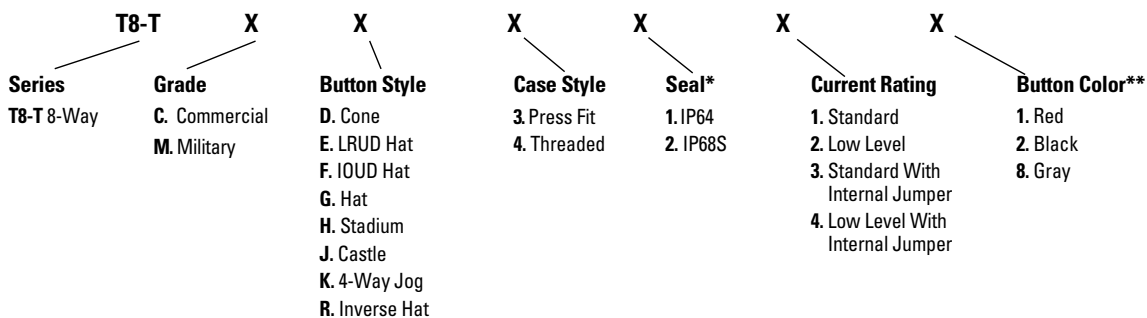 T8-T X X X X X X
Series
T8-T 8-Way
Grade
C. Commercial
M. Military
Button Style
D. Cone
E. LRUD Hat
F. IOUD Hat
G. Hat
H. Stadium
J. Castle
K. 4-Way Jog
R. Inverse Hat
Case Style
3. Press Fit
4. Threaded
Seal*
1. IP64
2. IP68S
Current Rating
1. Standard
2. Low Level
3. Standard With
Internal Jumper
4. Low Level With
Internal Jumper
Button Color**
1. Red
2. Black
8. Gray